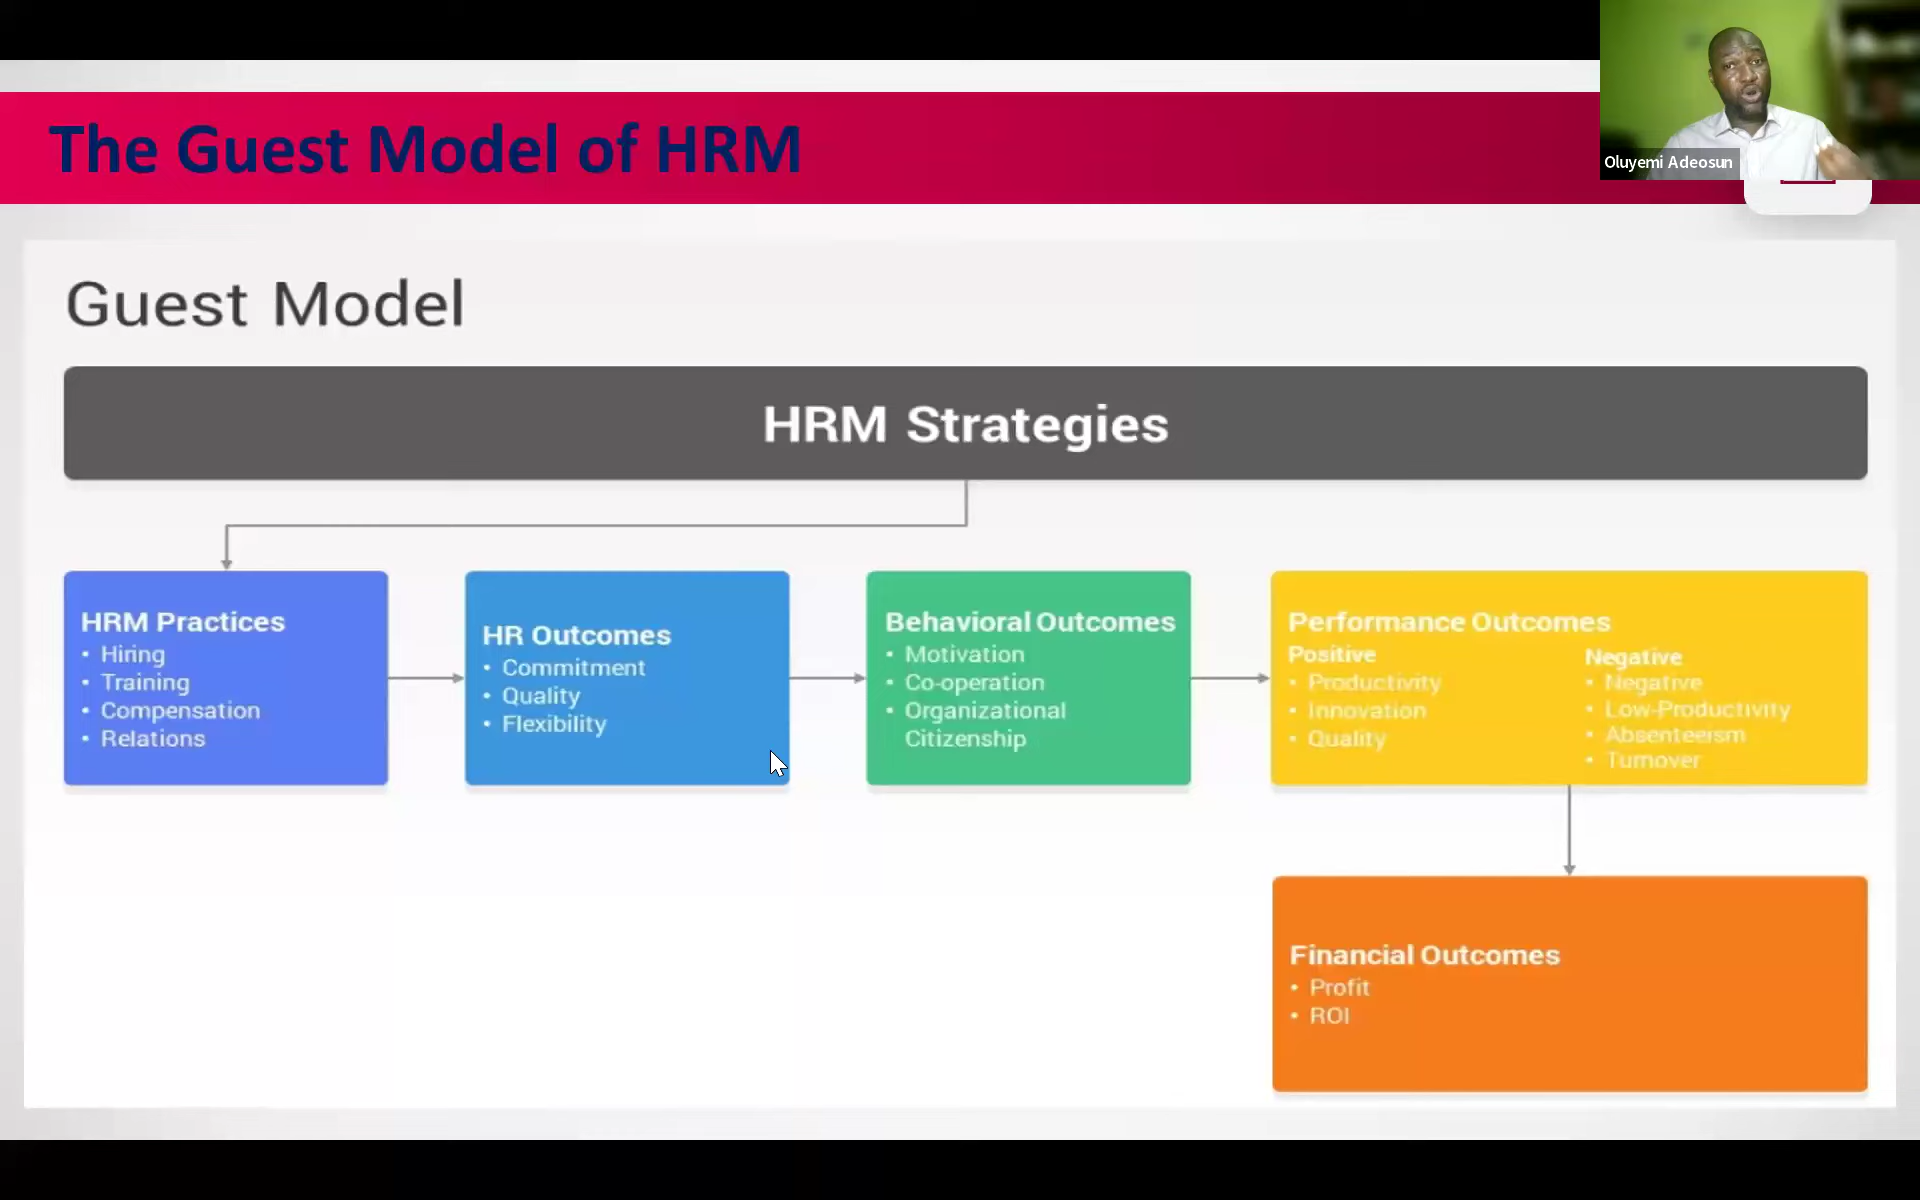 The Guest Model of HRM
Oluyemi Adeosun
Guest Model
HRM Strategies
HRM Practices
• Hiring
• Training
• Compensation
• Relations
HR Outcomes
• Commitment
• Quality
• Flexibility
Behavioral Outcomes
• Motivation
• Co-operation
• Organizational
Citizenship
Performance Outcomes
Positive
• Productivity
• Innovation
• Quality
Negative
• Negative
• Low-Productivity
• Absenteeism
• Turnover
Financial Outcomes
• Profit
• ROI